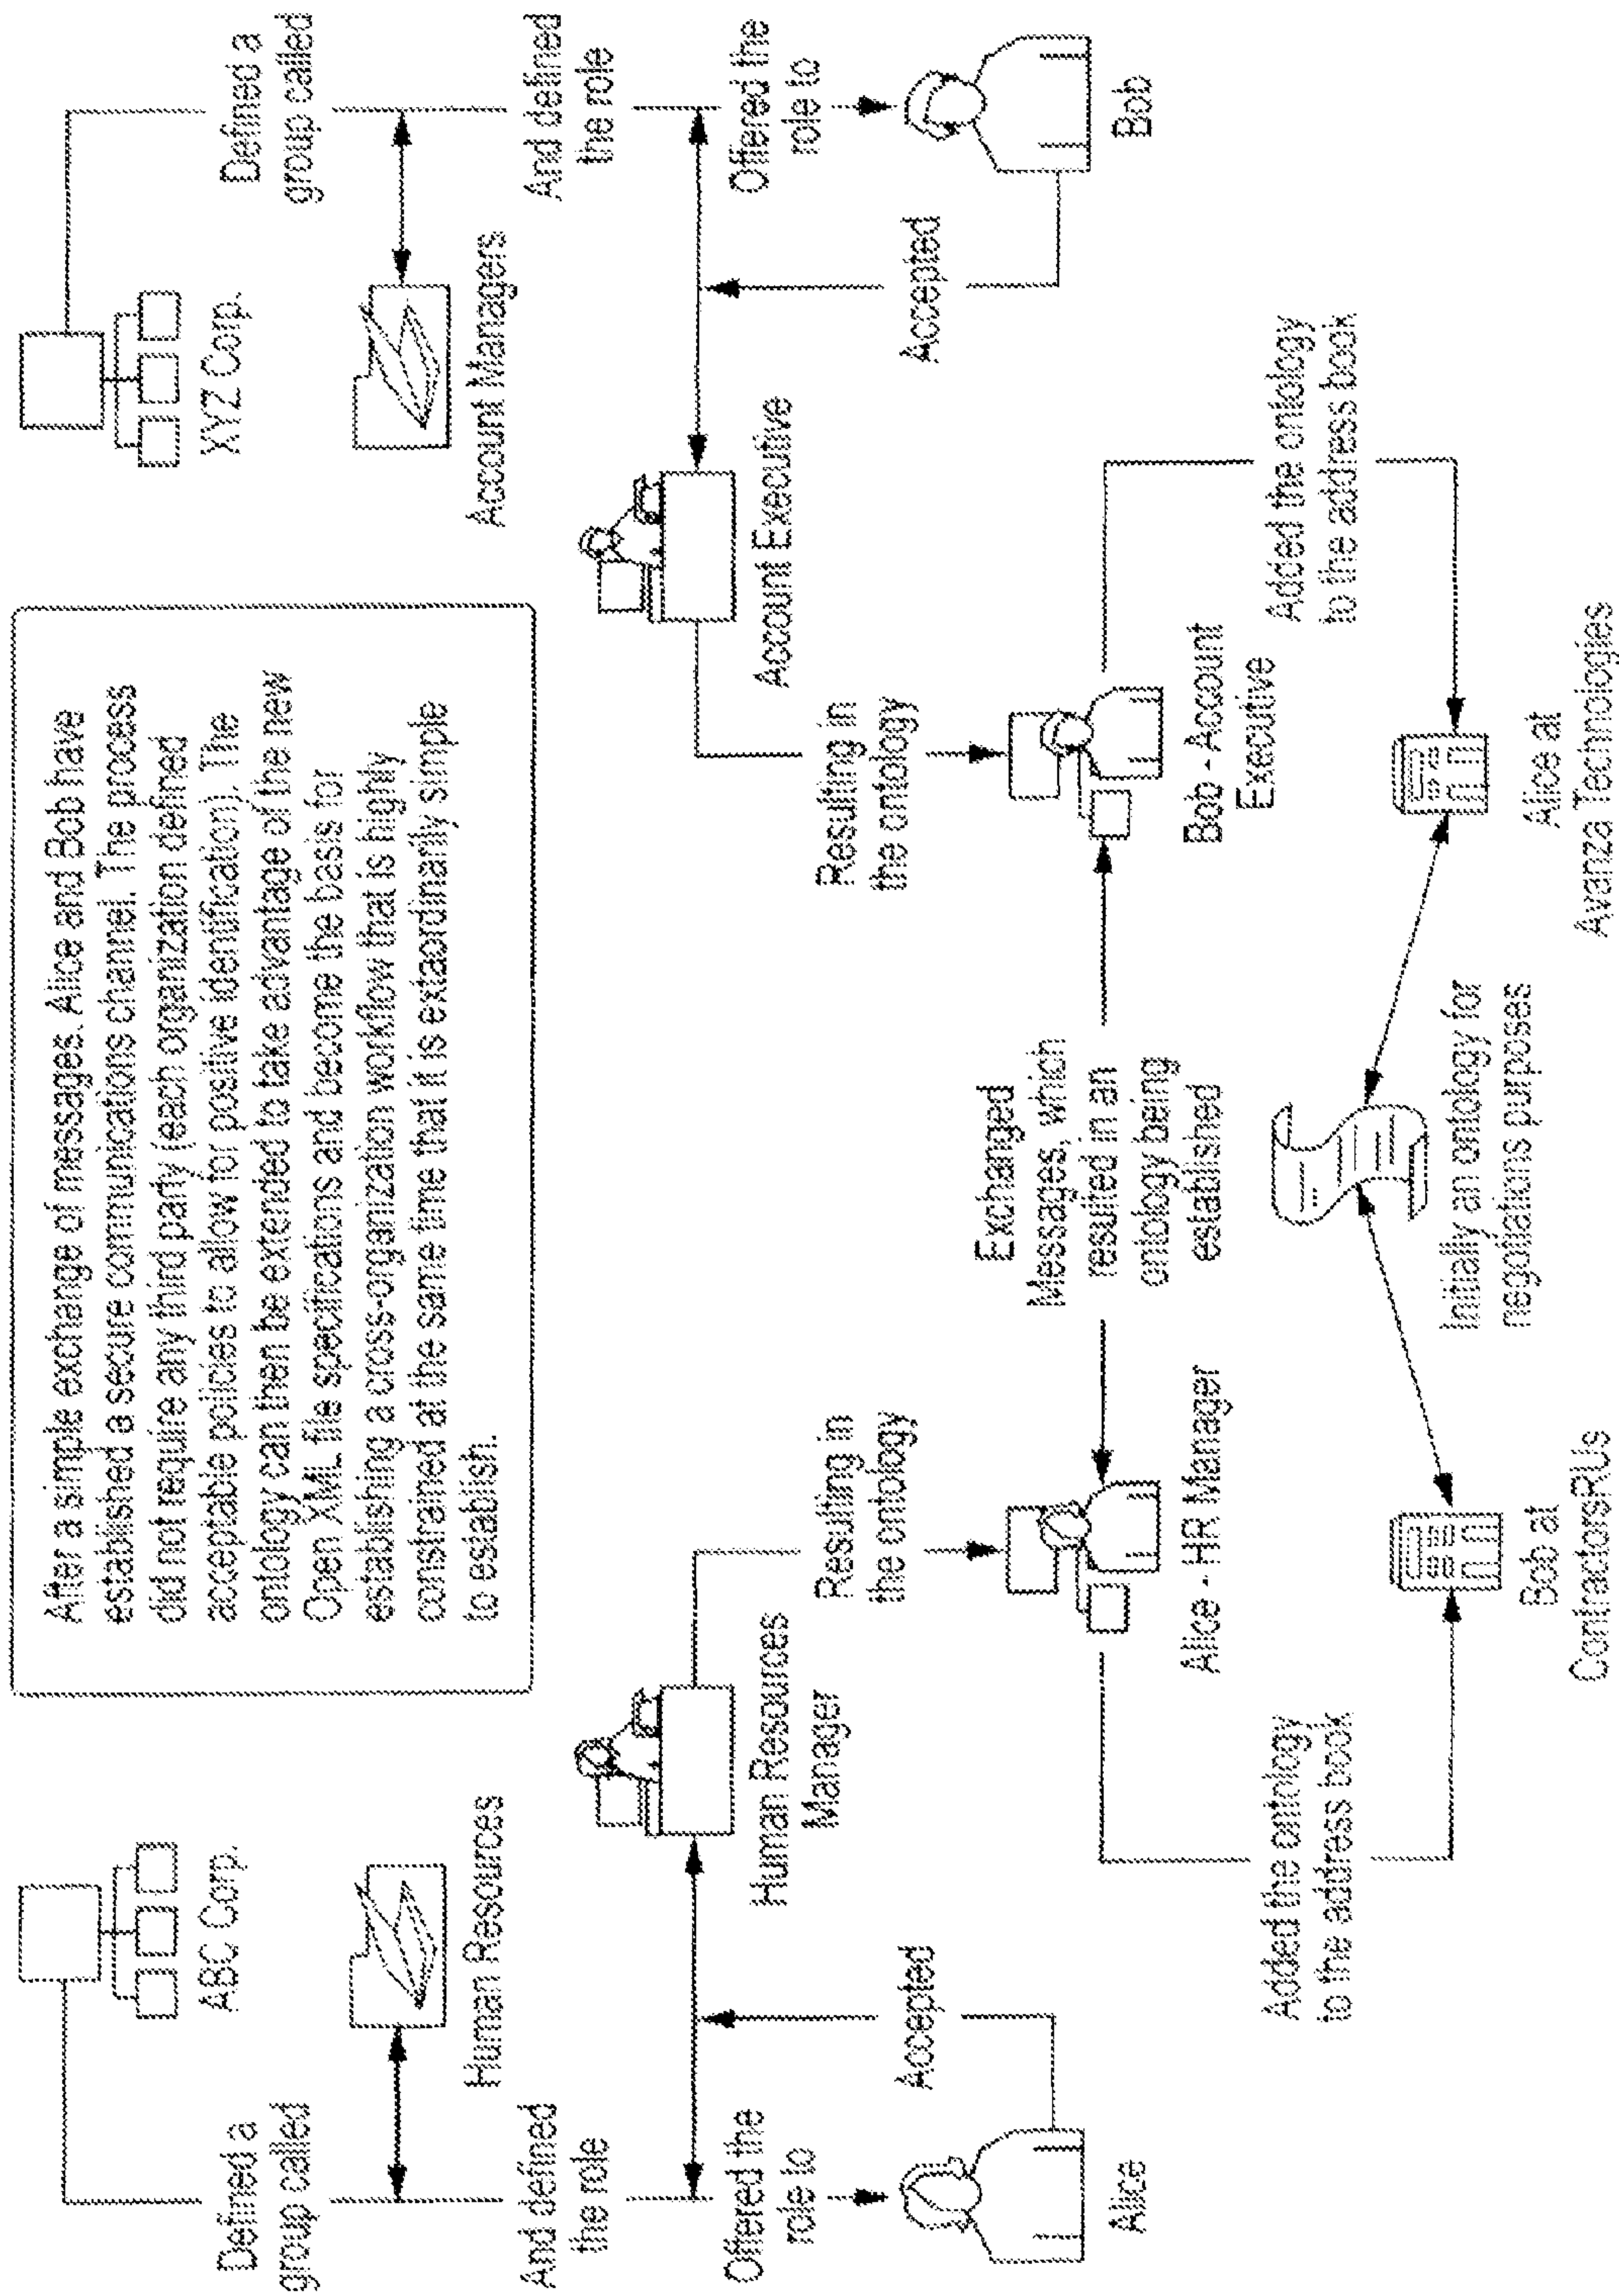 ABC Corp.
Defined a
group called
Human Resources
And defined
the role
Human Resources
Manager
Offered the
role to
Alice
Accepted
Resulting in
the ontology
Alice - HR Manager
Added the ontology
to the address book
Bob at
ContractorsRUs
After a simple exchange of messages. Alice and Bob have
established a secure communications channel. The process
did not require any third party (each organization defined
acceptable policies to allow for positive identification). The
ontology can then be extended to take advantage of the new
Open XML file specifications and become the basis for
establishing a cross-organization workflow that is highly
constrained at the same time that it is extaordinarily simple
to establish.
Exchanged
Messages, which
resulted in an
ontology being
established
Initially an ontology for
negotiations purposes
XYZ Corp.
Defined a
group called
Account Managers
And defined
the role
Account Executive
Offered the
role to
Bob
Accepted
Resulting in
the ontology
Bob - Account
Executive
Added the ontology
to the address book
Alice at
Avanza Technologies